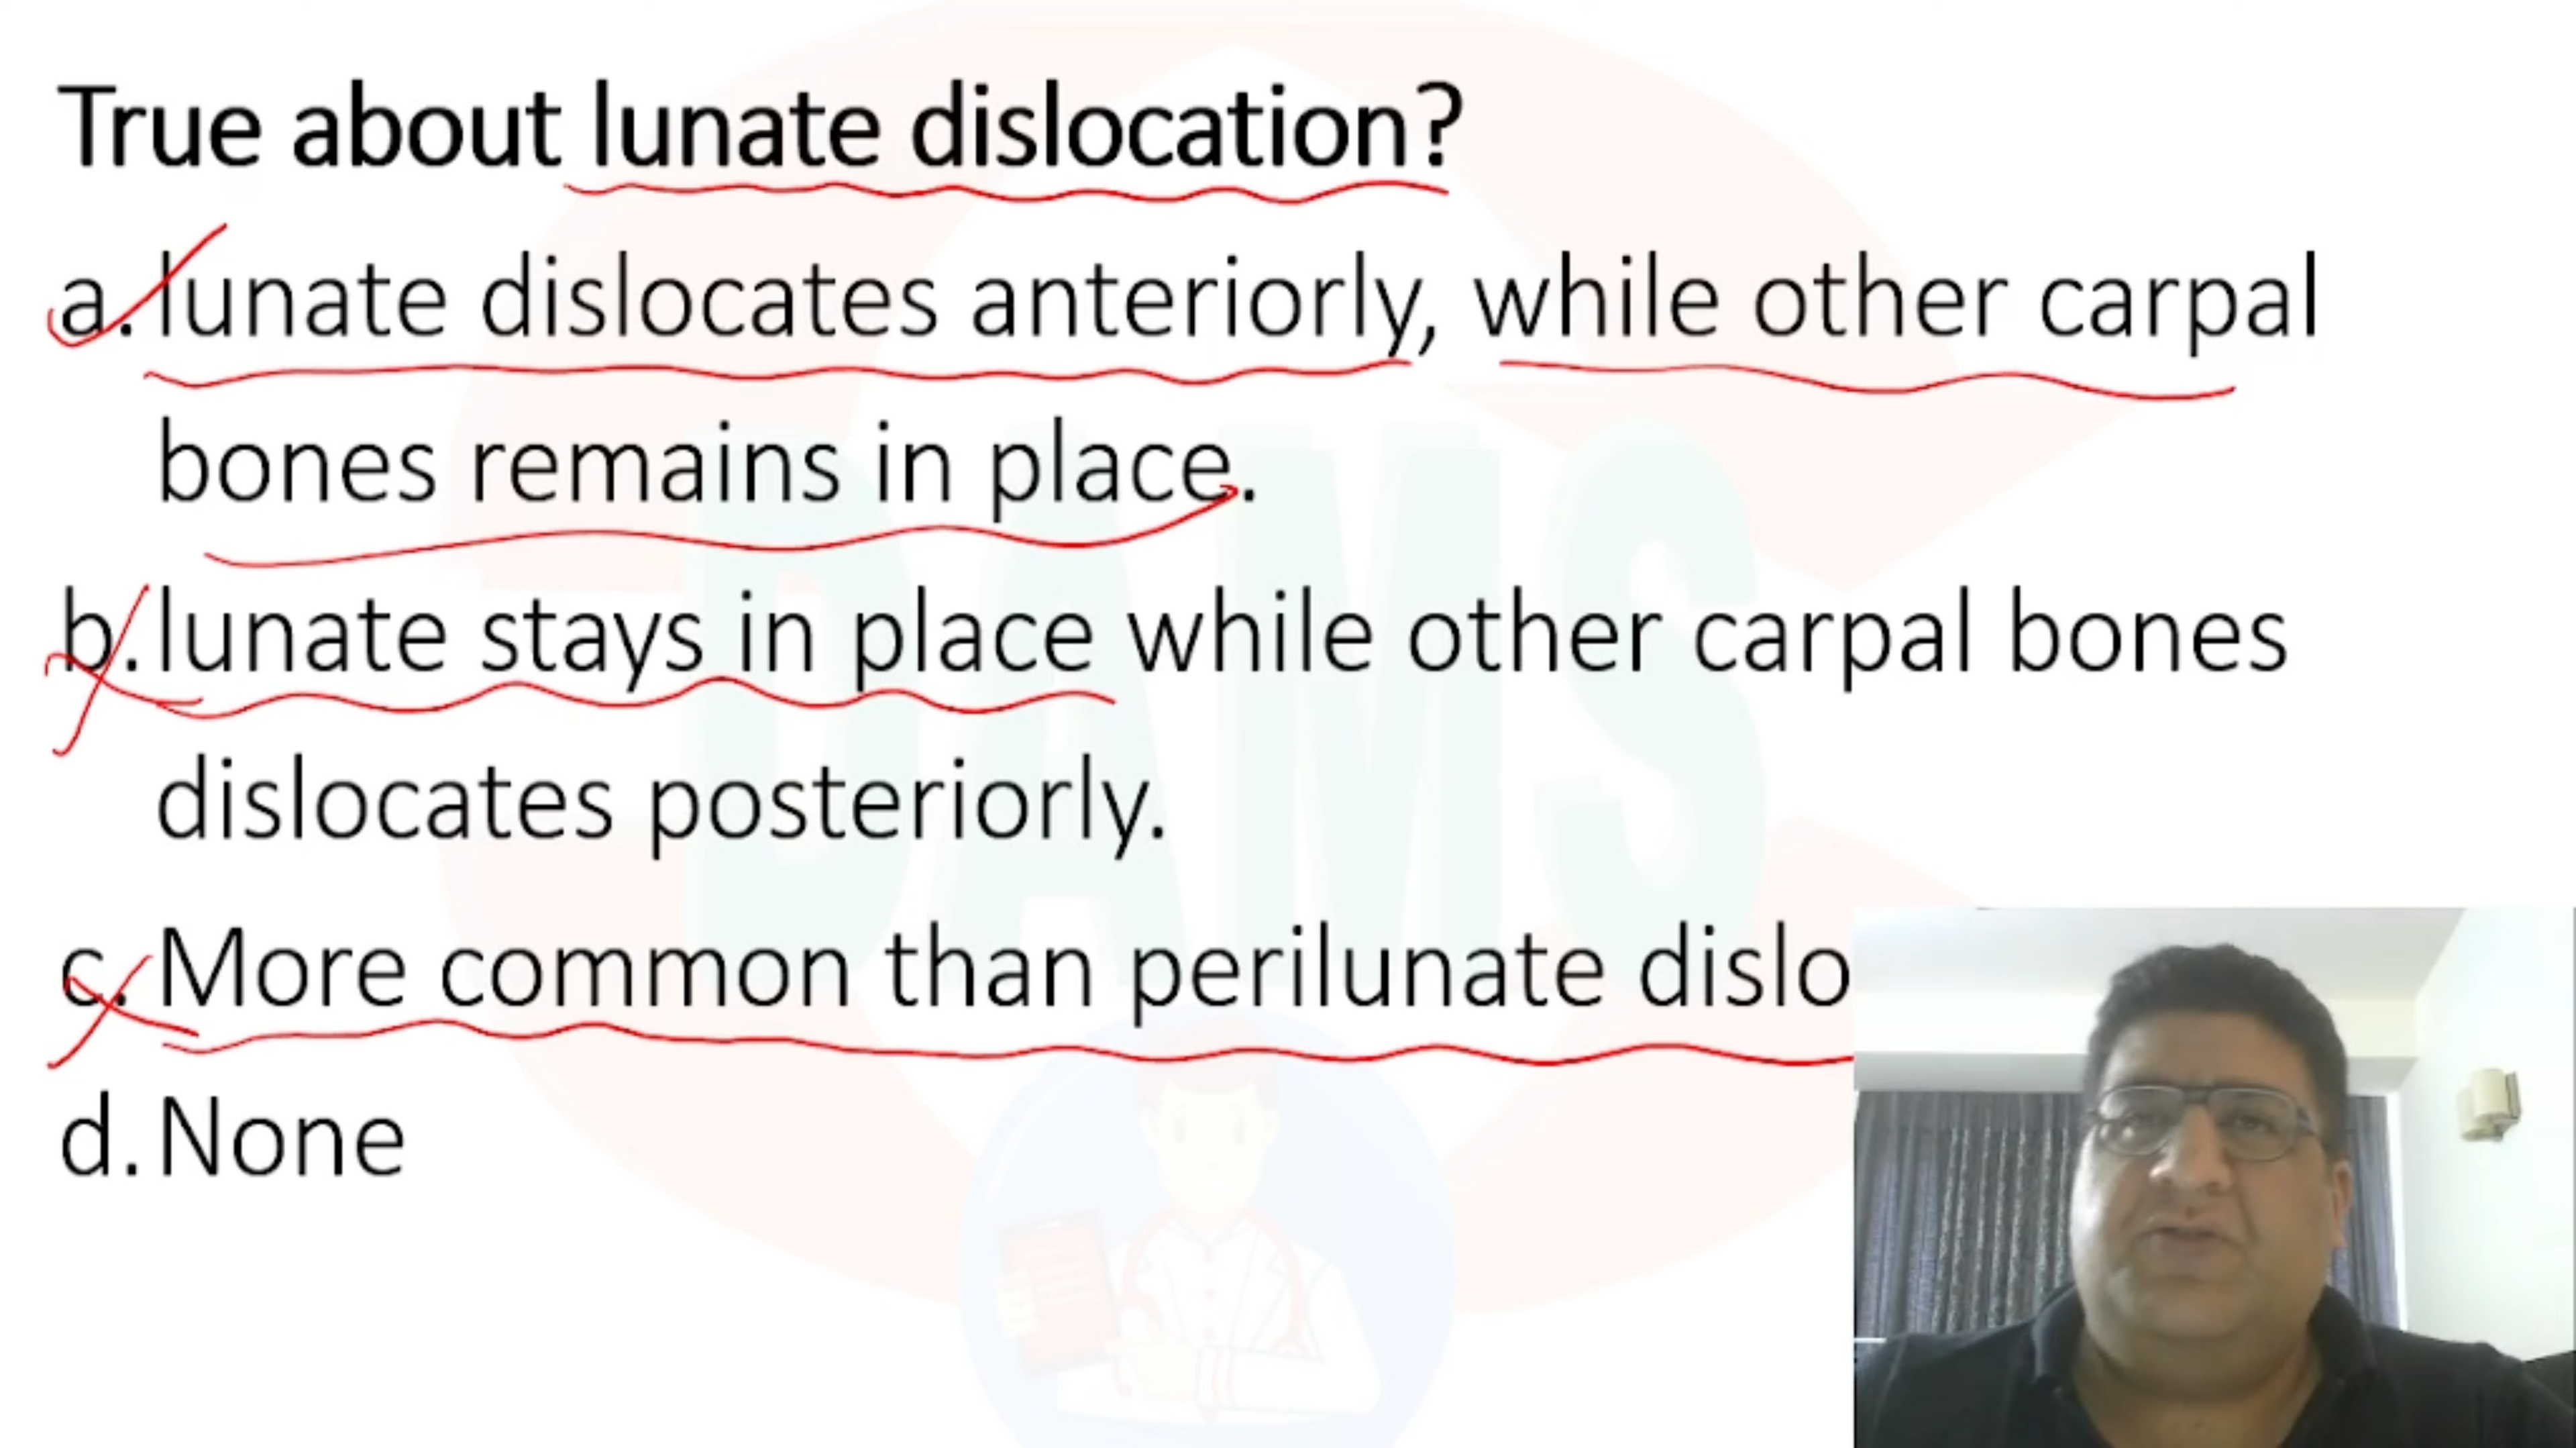 True about lunate dislocation?
a. lunate dislocates anteriorly, while other carpal
bones remains in place.
b. lunate stays in place while other carpal bones
dislocates posteriorly.
c. More common than perilunate dislo
d. None
DAMS